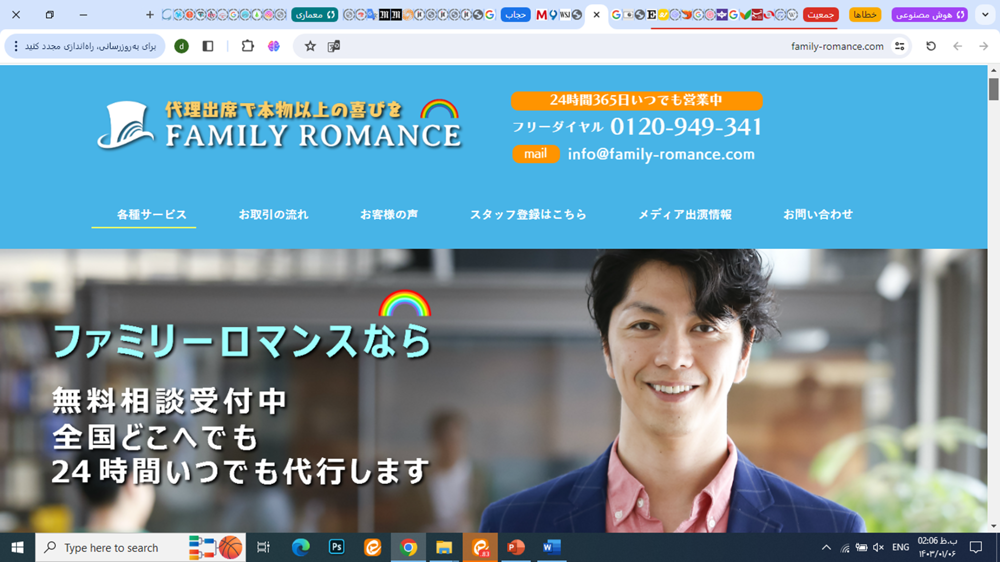 معماری
حجاب
WSJ
جمعیت
خطاها
هوش مصنوعی
برای به‌روزرسانی، راه‌اندازی مجدد کنید
d
family-romance.com
代理出席で本物以上の喜びを
FAMILY ROMANCE
24時間365日いつでも営業中
フリーダイヤル 0120-949-341
mail info@family-romance.com
各種サービス お取引の流れ お客様の声 スタッフ登録はこちら メディア出演情報 お問い合わせ
ファミリーロマンスなら
無料相談受付中
全国どこへでも
24時間いつでも代行します
Type here to search
Ps
.83
P
W
ENG
02:06 ب.ظ
۱۴۰۳/۰۱/۰۶